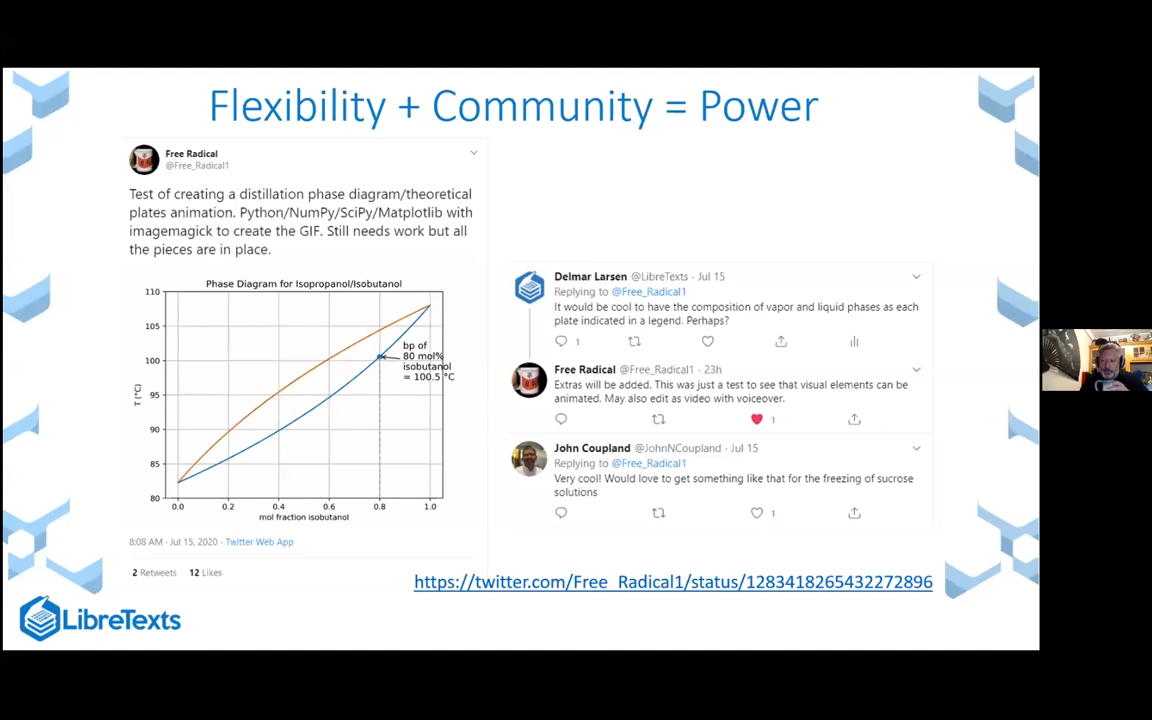 Flexibility + Community = Power
Free Radical
@Free_Radical1
Test of creating a distillation phase diagram/theoretical
plates animation. Python/NumPy/SciPy/Matplotlib with
imagemagick to create the GIF. Still needs work but all
the pieces are in place.
Phase Diagram for Isopropanol/Isobutanol
110
105
100
95
90
85
80
T (°C)
bp of
80 mol%
isobutanol
= 100.5 °C
0.0 0.2 0.4 0.6 0.8 1.0
mol fraction isobutanol
8:08 AM · Jul 15, 2020 · Twitter Web App
2 Retweets 12 Likes
Delmar Larsen @LibreTexts · Jul 15
Replying to @Free_Radical1
It would be cool to have the composition of vapor and liquid phases as each
plate indicated in a legend. Perhaps?
1
Free Radical @Free_Radical1 · 23h
Extras will be added. This was just a test to see that visual elements can be
animated. May also edit as video with voiceover.
1
John Coupland @JohnNCoupland · Jul 15
Replying to @Free_Radical1
Very cool! Would love to get something like that for the freezing of sucrose
solutions
1
https://twitter.com/Free_Radical1/status/1283418265432272896
LibreTexts